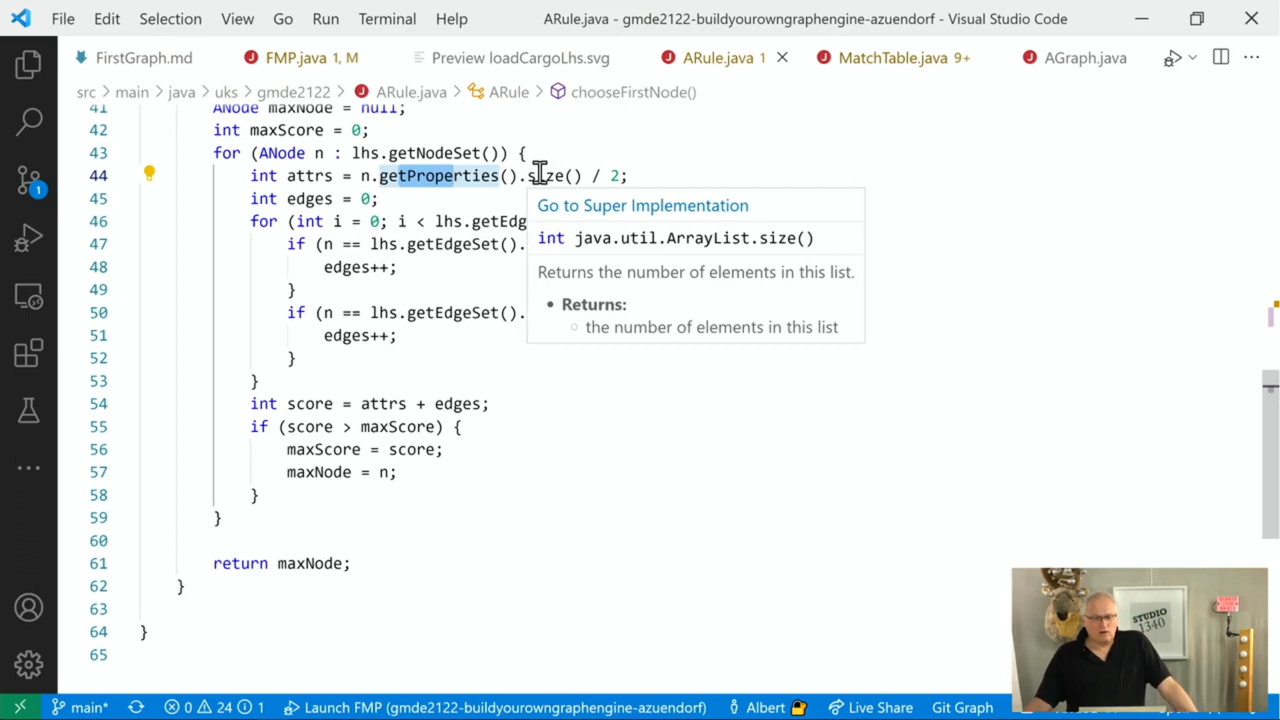 File Edit Selection View Go Run Terminal Help ARule.java - gmde2122-buildyourowngraphengine-azuendorf - Visual Studio Code
FirstGraph.md FMP.java 1, M Preview loadCargoLhs.svg ARule.java 1 MatchTable.java 9+ AGraph.java
src > main > java > uks > gmde2122 > ARule.java > ARule > chooseFirstNode()
41 ANode maxNode = null;
42 int maxScore = 0;
43 for (ANode n : lhs.getNodeSet()) {
44 int attrs = n.getProperties().size() / 2;
45 int edges = 0;
46 for (int i = 0; i < lhs.getEdg
47 if (n == lhs.getEdgeSet().
48 edges++;
49 }
50 if (n == lhs.getEdgeSet().
51 edges++;
52 }
53 }
54 int score = attrs + edges;
55 if (score > maxScore) {
56 maxScore = score;
57 maxNode = n;
58 }
59 }
60
61 return maxNode;
62 }
63
64 }
65
Go to Super Implementation
int java.util.ArrayList.size()
Returns the number of elements in this list.
• Returns:
○ the number of elements in this list
1
STUDIO
1340
main* 0 24 1 Launch FMP (gmde2122-buildyourowngraphengine-azuendorf) Albert Live Share Git Graph